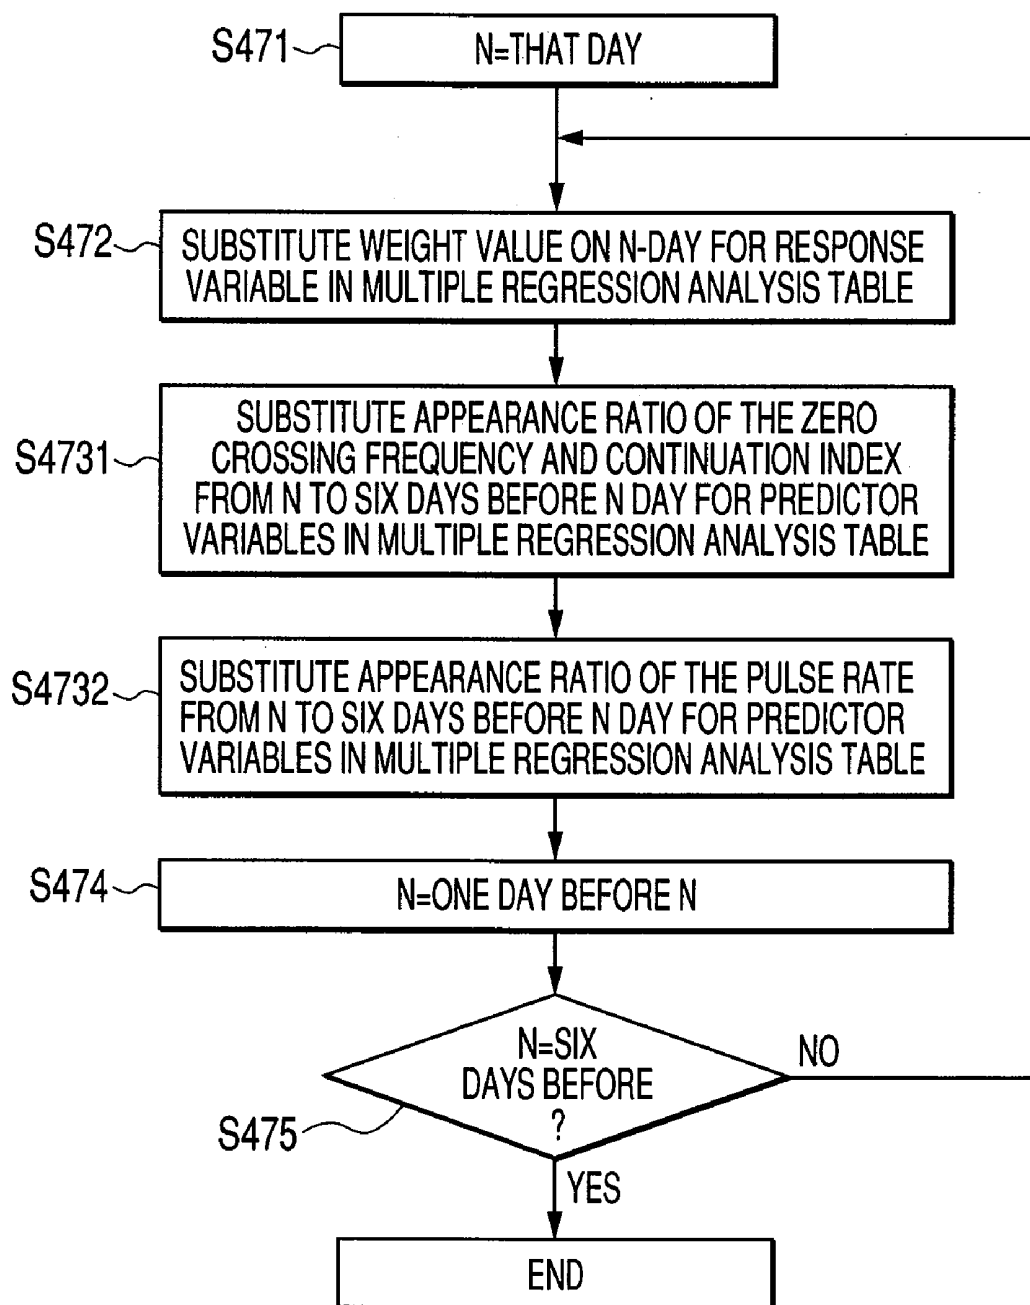 S471
N=THAT DAY
S472
SUBSTITUTE WEIGHT VALUE ON N-DAY FOR RESPONSE
VARIABLE IN MULTIPLE REGRESSION ANALYSIS TABLE
S4731
SUBSTITUTE APPEARANCE RATIO OF THE ZERO
CROSSING FREQUENCY AND CONTINUATION INDEX
FROM N TO SIX DAYS BEFORE N DAY FOR PREDICTOR
VARIABLES IN MULTIPLE REGRESSION ANALYSIS TABLE
S4732
SUBSTITUTE APPEARANCE RATIO OF THE PULSE RATE
FROM N TO SIX DAYS BEFORE N DAY FOR PREDICTOR
VARIABLES IN MULTIPLE REGRESSION ANALYSIS TABLE
S474
N=ONE DAY BEFORE N
N=SIX
DAYS BEFORE
?
NO
S475
YES
END